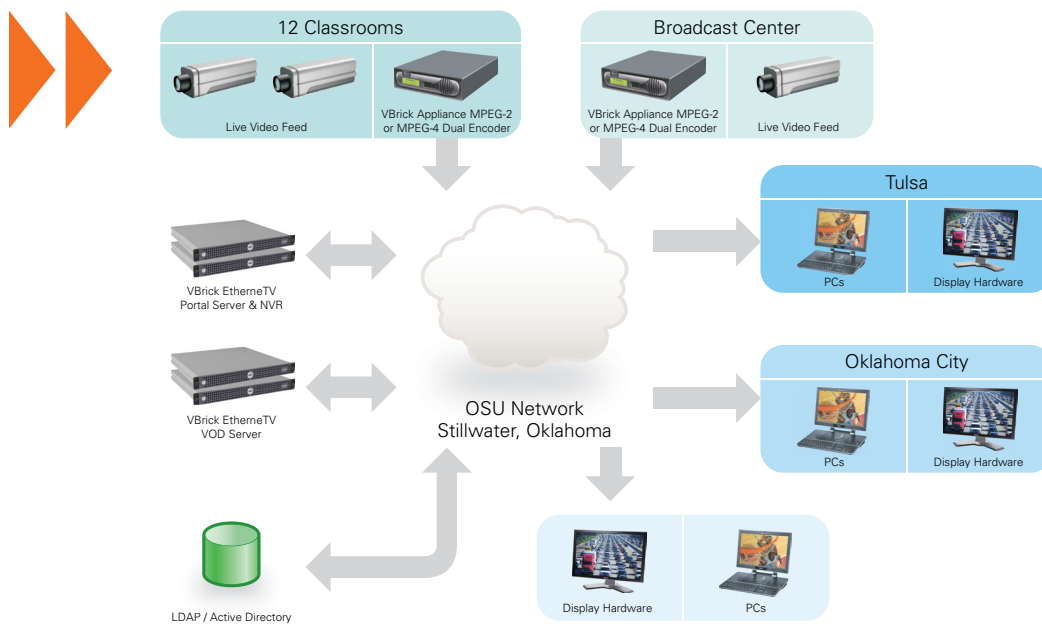 12 Classrooms
Live Video Feed
VBrick Appliance MPEG-2
or MPEG-4 Dual Encoder
Broadcast Center
VBrick Appliance MPEG-2
or MPEG-4 Dual Encoder
Live Video Feed
Tulsa
PCs
Display Hardware
VBrick EtherneTV
Portal Server & NVR
Oklahoma City
PCs
Display Hardware
VBrick EtherneTV
VOD Server
OSU Network
Stillwater, Oklahoma
Display Hardware
PCs
LDAP / Active Directory